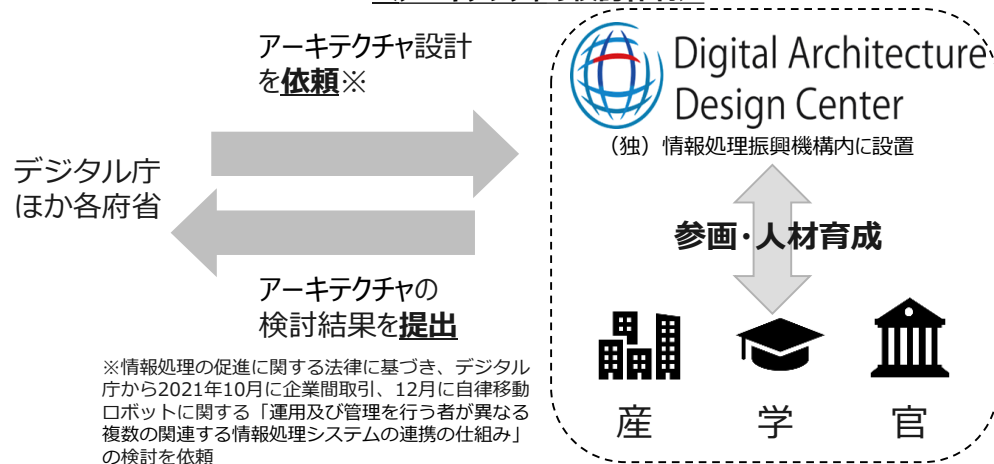 アーキテクチャ設計
を依頼※
Digital Architecture
Design Center
(独)情報処理振興機構内に設置
デジタル庁
ほか各府省
参画・人材育成
アーキテクチャの
検討結果を提出
※情報処理の促進に関する法律に基づき、デジタル
庁から2021年10月に企業間取引、12月に自律移動
ロボットに関する「運用及び管理を行う者が異なる
複数の関連する情報処理システムの連携の仕組み」
の検討を依頼
産 学 官